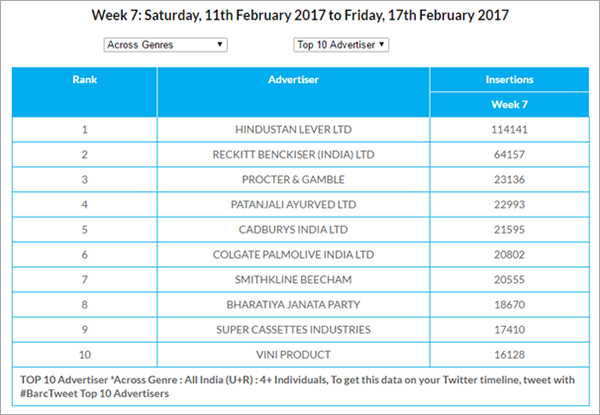 Week 7: Saturday, 11th February 2017 to Friday, 17th February 2017
Across Genres Top 10 Advertiser
Rank Advertiser Insertions
Week 7
1 HINDUSTAN LEVER LTD 114141
2 RECKITT BENCKISER (INDIA) LTD 64157
3 PROCTER & GAMBLE 23136
4 PATANJALI AYURVED LTD 22993
5 CADBURYS INDIA LTD 21595
6 COLGATE PALMOLIVE INDIA LTD 20802
7 SMITHKLINE BEECHAM 20555
8 BHARATIYA JANATA PARTY 18670
9 SUPER CASSETTES INDUSTRIES 17410
10 VINI PRODUCT 16128
TOP 10 Advertiser *Across Genre : All India (U+R) : 4+ Individuals, To get this data on your Twitter timeline, tweet with
#BarcTweet Top 10 Advertisers